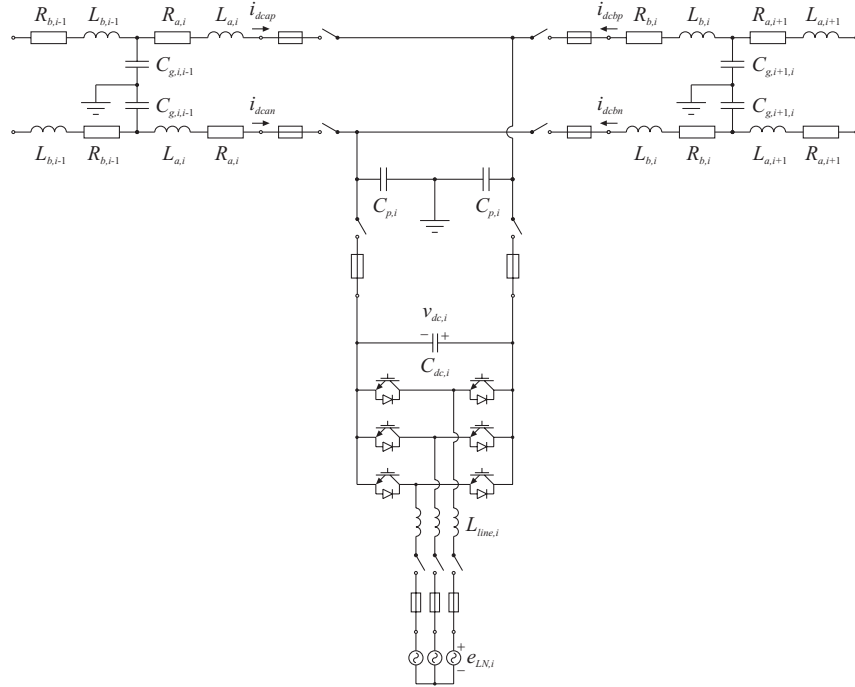 R_{b,i-1} L_{b,i-1} R_{a,i} L_{a,i} i_{dcap} i_{dcbp} R_{b,i} L_{b,i} R_{a,i+1} L_{a,i+1}
C_{g,i,i-1} C_{g,i+1,i}
C_{g,i,i-1} i_{dcan} i_{dcbn} C_{g,i+1,i}
L_{b,i-1} R_{b,i-1} L_{a,i} R_{a,i} L_{b,i} R_{b,i} L_{a,i+1} R_{a,i+1}
C_{p,i} C_{p,i}
v_{dc,i}
− +
C_{dc,i}
L_{line,i}
+
e_{LN,i}
−